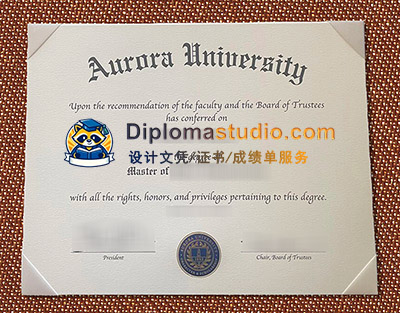 Aurora University
Upon the recommendation of the faculty and the Board of Trustees
has conferred on
Diplomastudio.com
设计文凭/证书/成绩单服务
Master of
with all the rights, honors, and privileges pertaining to this degree.
President
Chair, Board of Trustees